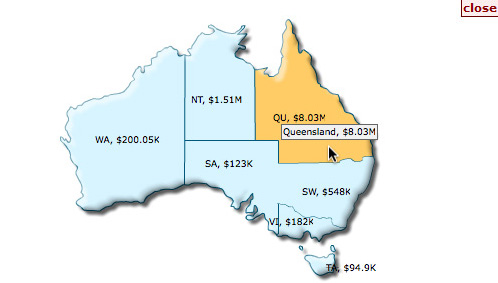 close
NT, $1.51M
QU, $8.03M
Queensland, $8.03M
WA, $200.05K
SA, $123K
SW, $548K
VI, $182K
TA, $94.9K